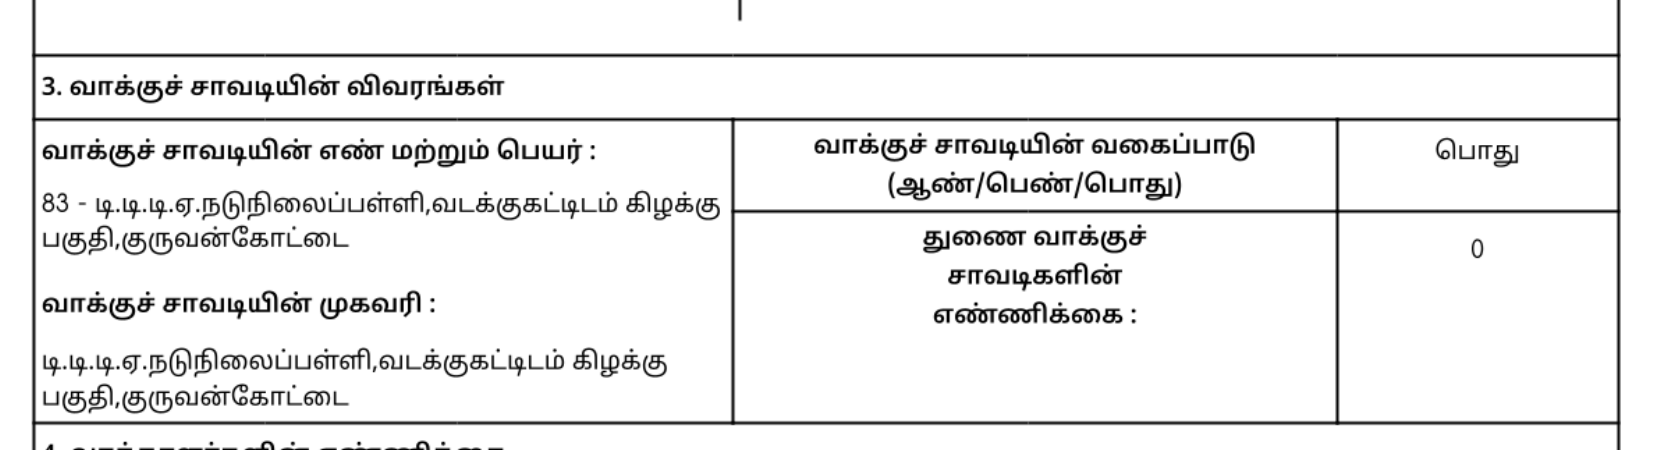 3. வாக்குச் சாவடியின் விவரங்கள்
வாக்குச் சாவடியின் எண் மற்றும் பெயர் :
83 - டி.டி.டி.ஏ.நடுநிலைப்பள்ளி,வடக்குகட்டிடம் கிழக்கு
பகுதி,குருவன்கோட்டை
வாக்குச் சாவடியின் முகவரி :
டி.டி.டி.ஏ.நடுநிலைப்பள்ளி,வடக்குகட்டிடம் கிழக்கு
பகுதி,குருவன்கோட்டை
வாக்குச் சாவடியின் வகைப்பாடு
(ஆண்/பெண்/பொது)
பொது
துணை வாக்குச்
சாவடிகளின்
எண்ணிக்கை :
0